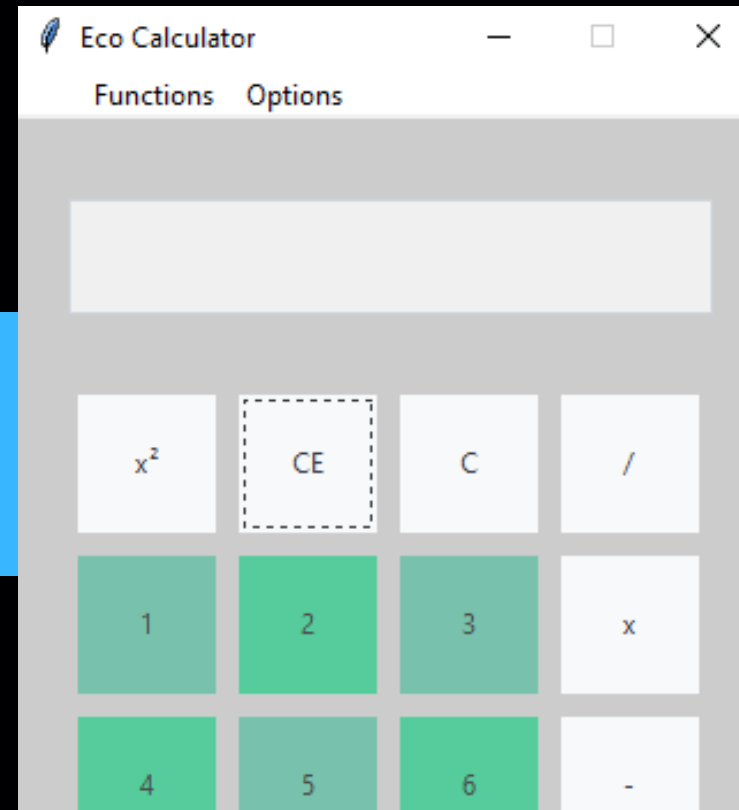 Eco Calculator
Functions Options
x² CE C /
1 2 3 x
4 5 6 -